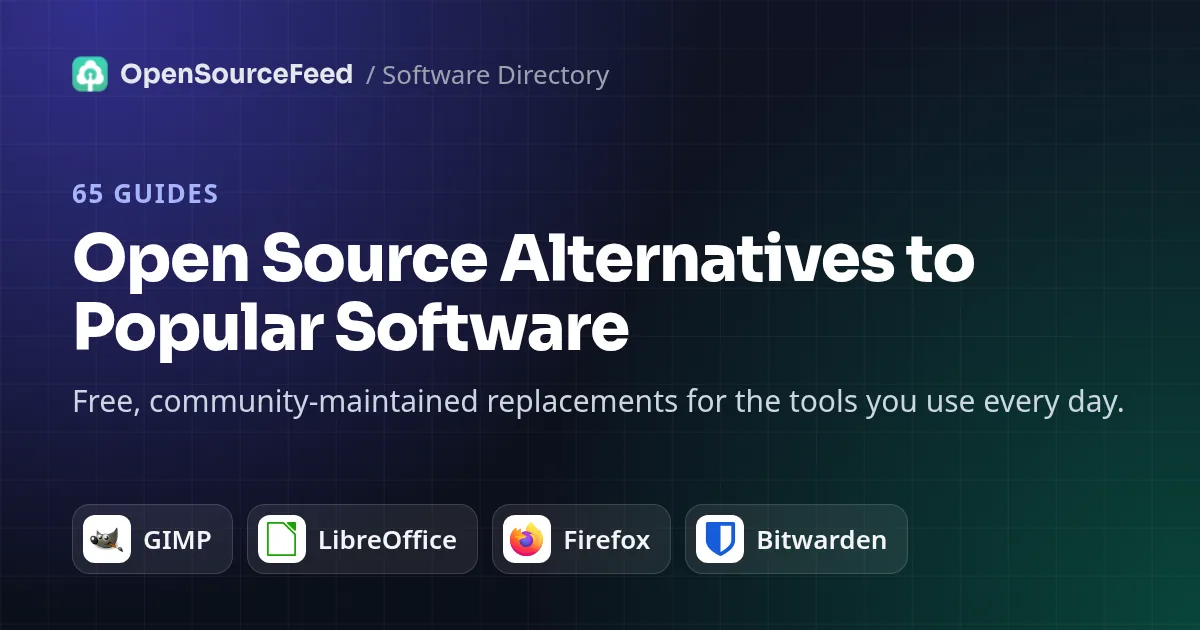 OpenSourceFeed / Software Directory
65 GUIDES
Open Source Alternatives to
Popular Software
Free, community-maintained replacements for the tools you use every day.
GIMP LibreOffice Firefox Bitwarden